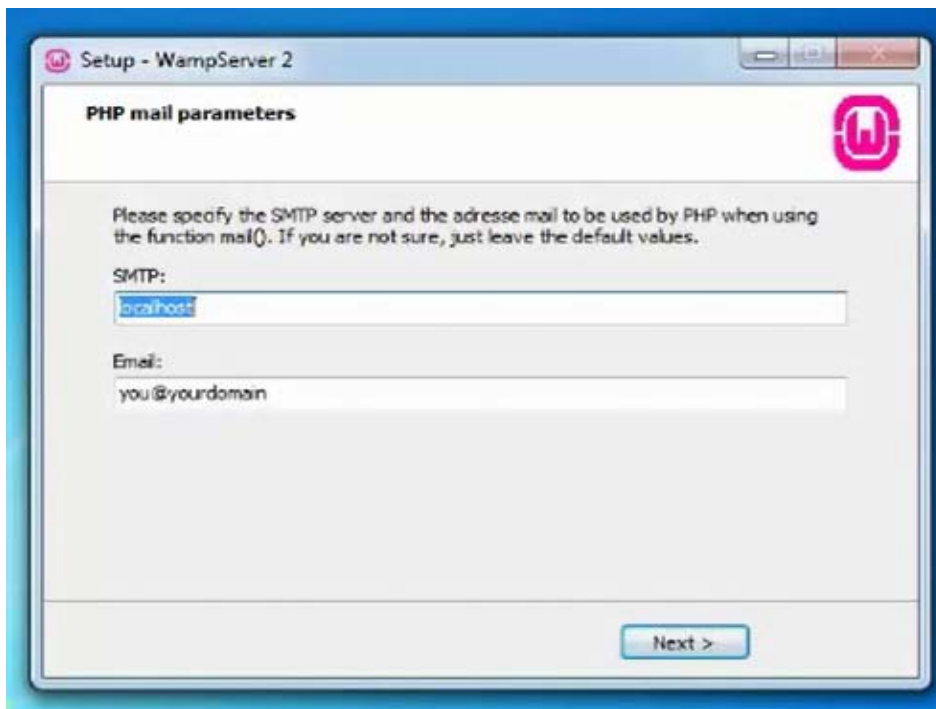 Setup - WampServer 2
PHP mail parameters
Please specify the SMTP server and the adresse mail to be used by PHP when using
the function mail(). If you are not sure, just leave the default values.
SMTP:
localhost
Email:
you@yourdomain
Next >